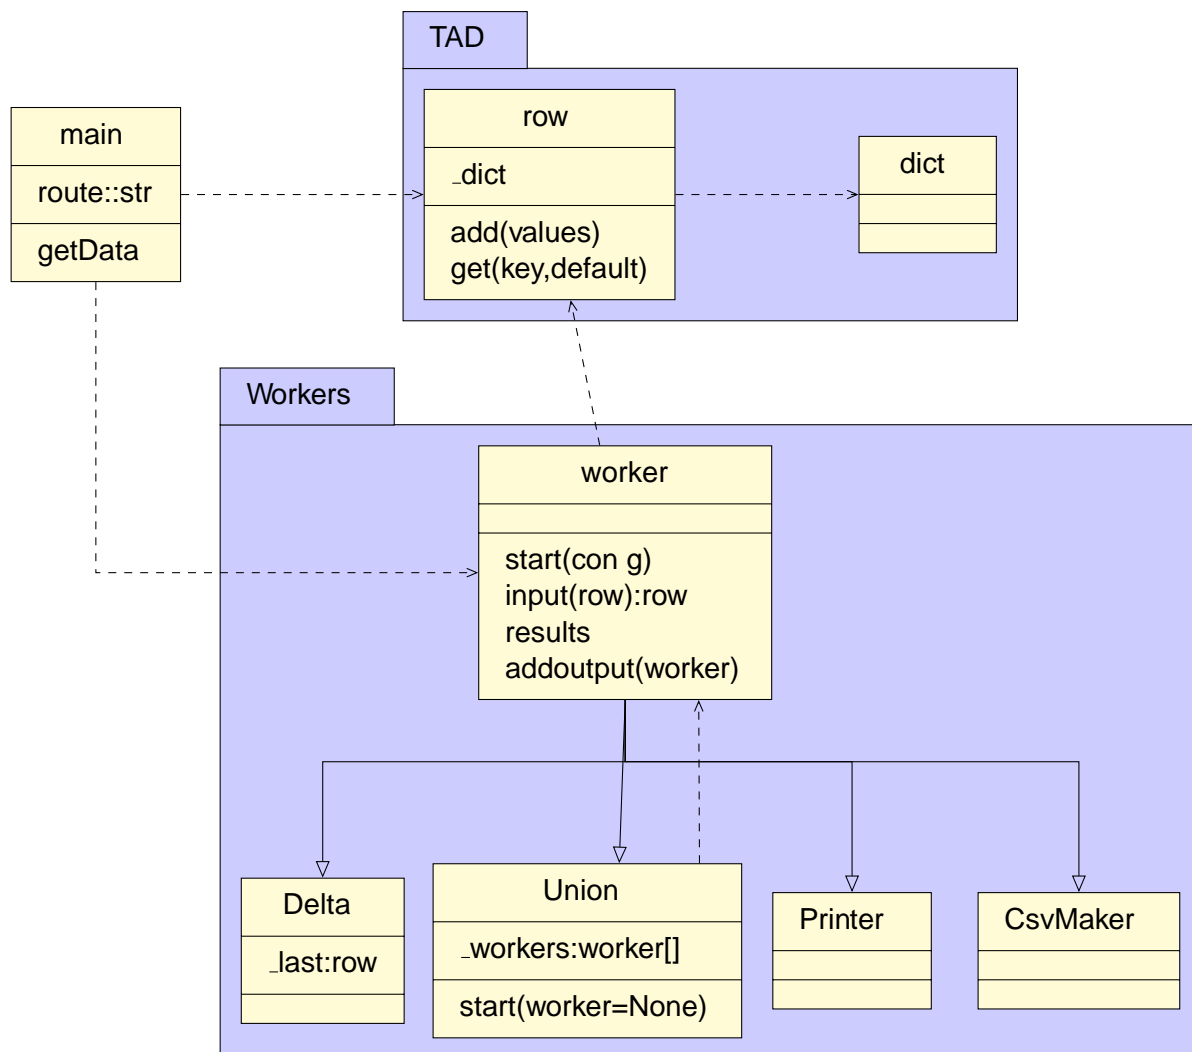 TAD
row
_dict
add(values)
get(key,default)
dict
main
route::str
getData
Workers
worker
start(con g)
input(row):row
results
addoutput(worker)
Delta
_last:row
Union
_workers:worker[]
start(worker=None)
Printer
CsvMaker